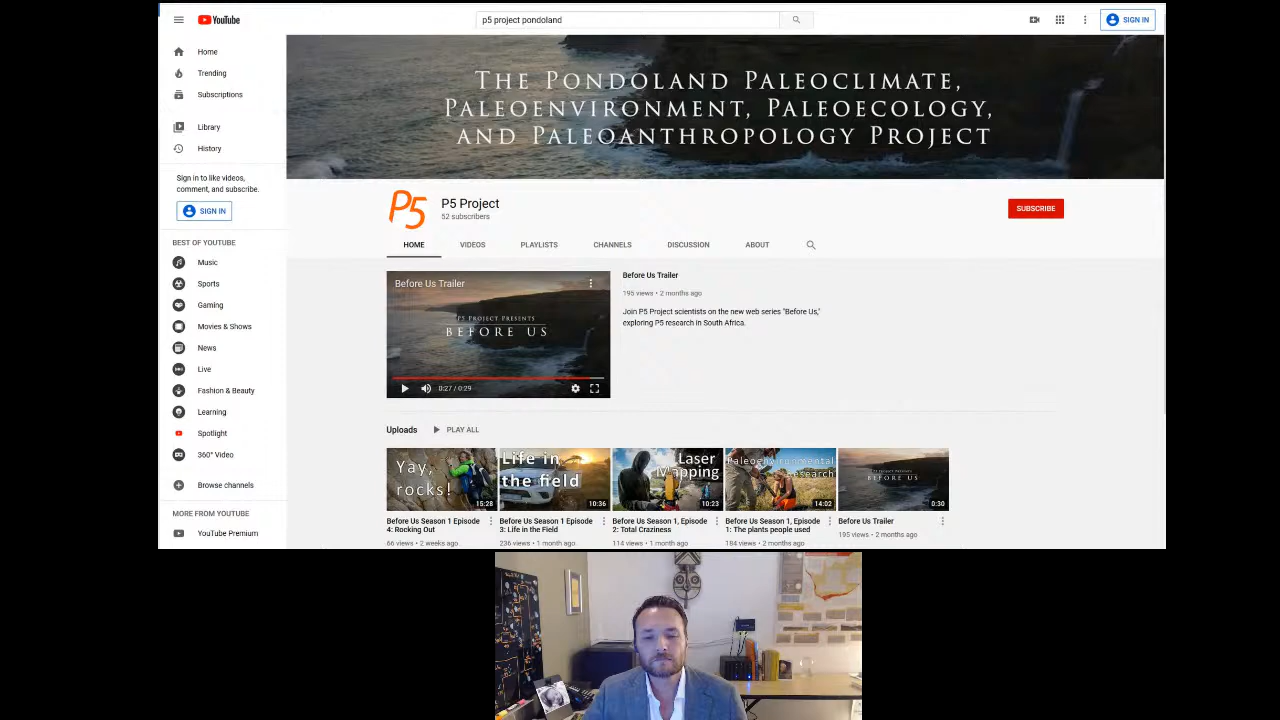 YouTube
p5 project pondoland
SIGN IN
Home
Trending
Subscriptions
Library
History
Sign in to like videos,
comment, and subscribe.
SIGN IN
BEST OF YOUTUBE
Music
Sports
Gaming
Movies & Shows
News
Live
Fashion & Beauty
Learning
Spotlight
360° Video
Browse channels
MORE FROM YOUTUBE
YouTube Premium
THE PONDOLAND PALEOCLIMATE,
PALEOENVIRONMENT, PALEOECOLOGY,
AND PALEOANTHROPOLOGY PROJECT
P5
P5 Project
52 subscribers
SUBSCRIBE
HOME VIDEOS PLAYLISTS CHANNELS DISCUSSION ABOUT
Before Us Trailer
P5 PROJECT PRESENTS
BEFORE US
0:27 / 0:29
Before Us Trailer
195 views • 2 months ago
Join P5 Project scientists on the new web series "Before Us,"
exploring P5 research in South Africa.
Uploads PLAY ALL
Yay,
rocks!
15:28
Before Us Season 1 Episode
4: Rocking Out
66 views • 2 weeks ago
Life in
the field
10:36
Before Us Season 1 Episode
3: Life in the Field
236 views • 1 month ago
Laser
Mapping
10:23
Before Us Season 1, Episode
2: Total Craziness
114 views • 1 month ago
Paleoenvironmental
Research
14:02
Before Us Season 1, Episode
1: The plants people used
184 views • 2 months ago
P5 PROJECT PRESENTS
BEFORE US
0:30
Before Us Trailer
195 views • 2 months ago